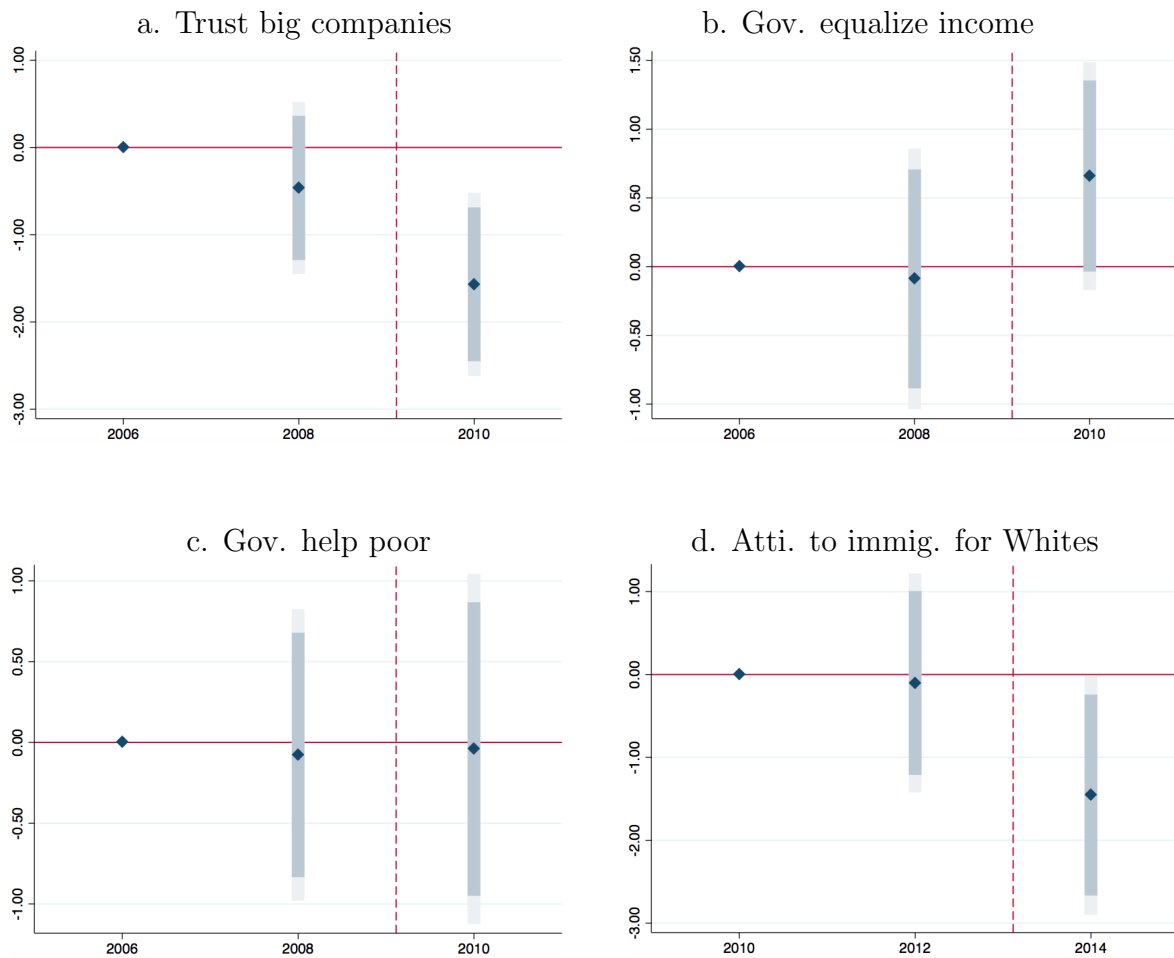 a. Trust big companies
1.00
0.00
-1.00
-2.00
-3.00
2006 2008 2010
b. Gov. equalize income
1.50
1.00
0.50
0.00
-0.50
-1.00
2006 2008 2010
c. Gov. help poor
1.00
0.50
0.00
-0.50
-1.00
2006 2008 2010
d. Atti. to immig. for Whites
1.00
0.00
-1.00
-2.00
-3.00
2010 2012 2014